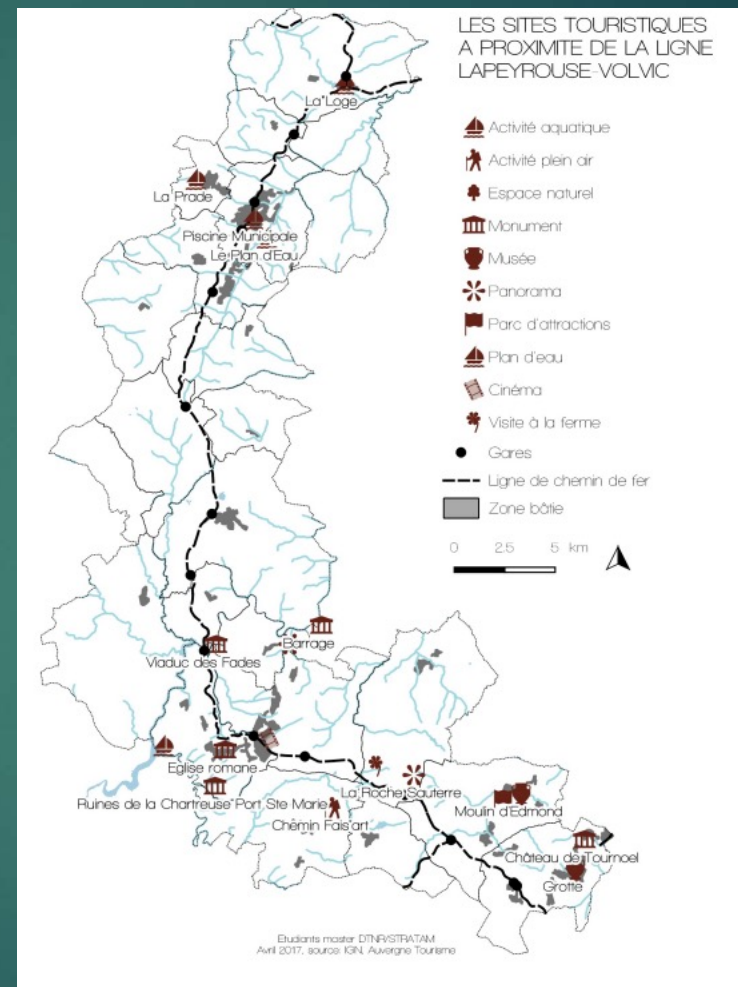 LES SITES TOURISTIQUES
A PROXIMITE DE LA LIGNE
LAPEYROUSE-VOLVIC
Activité aquatique
Activité plein air
Espace naturel
Monument
Musée
Panorama
Parc d'attractions
Plan d'eau
Cinéma
Visite à la ferme
Gares
Ligne de chemin de fer
Zone bâtie
0 2.5 5 km
La Loge
La Prade
Piscine Municipale
Le Plan d'Eau
Barrage
Viaduc des Fades
Eglise romane
Ruines de la Chartreuse Port Ste Marie
La Roche Sauterre
Chemin Fais'art
Moulin d'Edmond
Château de Tournoel
Grotte
Etudiants master DTNR/STRATAM
Avril 2017, source: IGN, Auvergne Tourisme